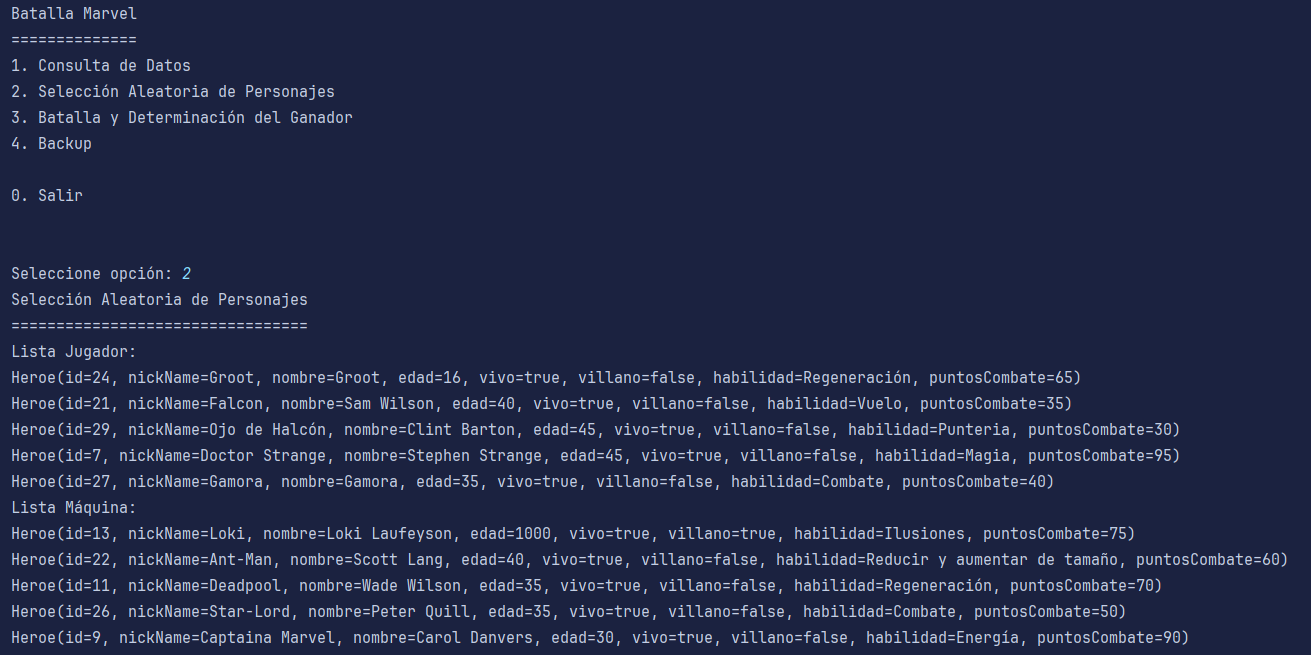 Batalla Marvel
==============
1. Consulta de Datos
2. Selección Aleatoria de Personajes
3. Batalla y Determinación del Ganador
4. Backup
0. Salir
Seleccione opción: 2
Selección Aleatoria de Personajes
=================================
Lista Jugador:
Heroe(id=24, nickName=Groot, nombre=Groot, edad=16, vivo=true, villano=false, habilidad=Regeneración, puntosCombate=65)
Heroe(id=21, nickName=Falcon, nombre=Sam Wilson, edad=40, vivo=true, villano=false, habilidad=Vuelo, puntosCombate=35)
Heroe(id=29, nickName=Ojo de Halcón, nombre=Clint Barton, edad=45, vivo=true, villano=false, habilidad=Punteria, puntosCombate=30)
Heroe(id=7, nickName=Doctor Strange, nombre=Stephen Strange, edad=45, vivo=true, villano=false, habilidad=Magia, puntosCombate=95)
Heroe(id=27, nickName=Gamora, nombre=Gamora, edad=35, vivo=true, villano=false, habilidad=Combate, puntosCombate=40)
Lista Máquina:
Heroe(id=13, nickName=Loki, nombre=Loki Laufeyson, edad=1000, vivo=true, villano=true, habilidad=Ilusiones, puntosCombate=75)
Heroe(id=22, nickName=Ant-Man, nombre=Scott Lang, edad=40, vivo=true, villano=false, habilidad=Reducir y aumentar de tamaño, puntosCombate=60)
Heroe(id=11, nickName=Deadpool, nombre=Wade Wilson, edad=35, vivo=true, villano=false, habilidad=Regeneración, puntosCombate=70)
Heroe(id=26, nickName=Star-Lord, nombre=Peter Quill, edad=35, vivo=true, villano=false, habilidad=Combate, puntosCombate=50)
Heroe(id=9, nickName=Captaina Marvel, nombre=Carol Danvers, edad=30, vivo=true, villano=false, habilidad=Energía, puntosCombate=90)